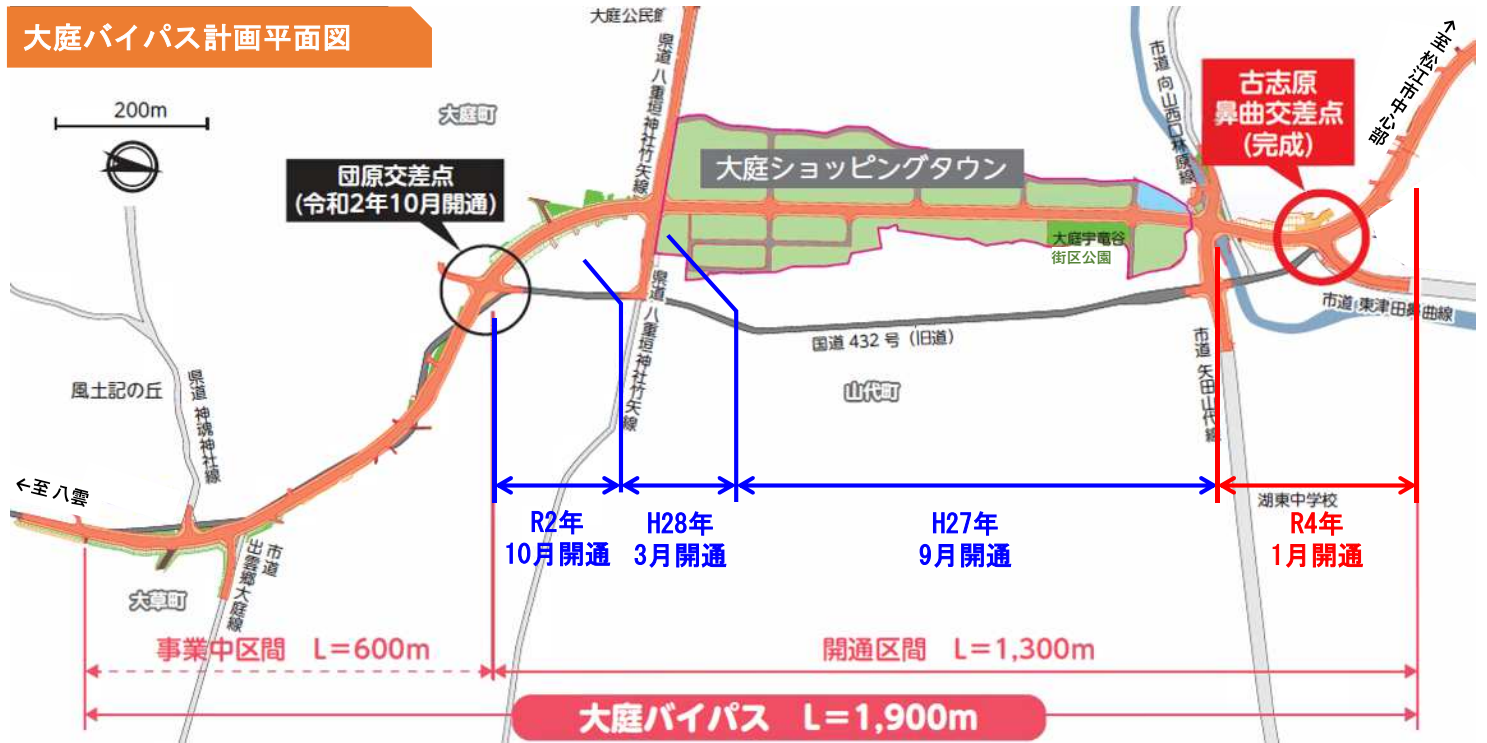 大庭バイパス計画平面図
大庭公民館
200m
大庭町
県道 八重垣神社竹矢線
市道 向山西口林原線
↑至松江市中心部
古志原
鼻曲交差点
(完成)
団原交差点
(令和2年10月開通)
大庭ショッピングタウン
大庭宇竜谷
街区公園
県道 八重垣神社竹矢線
国道 432 号（旧道）
市道 東津田鼻曲線
市道 矢田山代線
風土記の丘
県道 神魂神社線
山代町
←至 八雲
湖東中学校
R2年
10月開通
H28年
3月開通
H27年
9月開通
R4年
1月開通
市道 出雲郷大庭線
大草町
事業中区間　L＝600m
開通区間　L＝1,300m
大庭バイパス　L＝1,900m